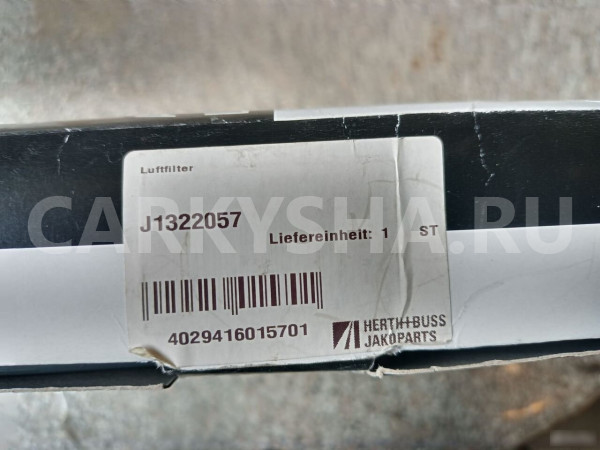 Luftfilter
J1322057
Liefereinheit: 1 ST
4029416015701
HERTH+BUSS
JAKOPARTS
CARKYSHA.RU